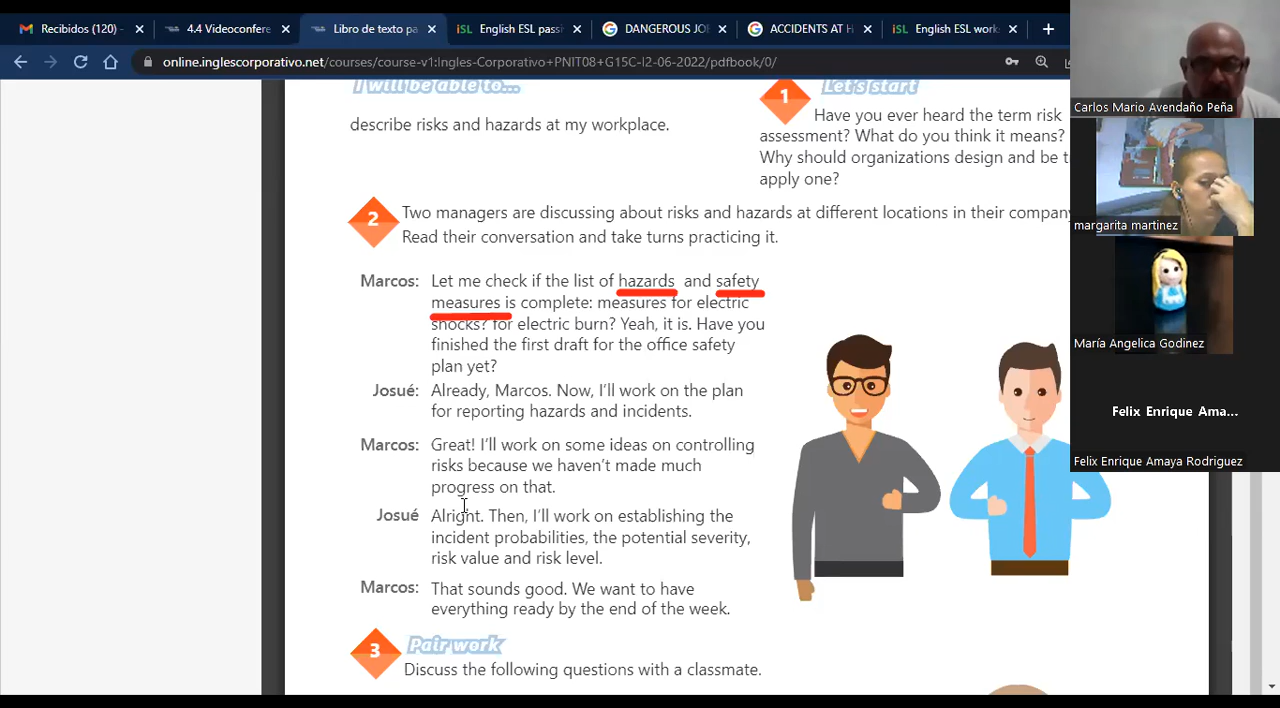 Recibidos (120) -
4.4 Videoconfere
Libro de texto pa
English ESL passi
DANGEROUS JO
ACCIDENTS AT H
English ESL work
online.inglescorporativo.net/courses/course-v1:Ingles-Corporativo+PNIT08+G15C-I2-06-2022/pdfbook/0/
I will be able to...
describe risks and hazards at my workplace.
1
Let's start
Have you ever heard the term risk
assessment? What do you think it means?
Why should organizations design and be t
apply one?
2
Two managers are discussing about risks and hazards at different locations in their company
Read their conversation and take turns practicing it.
Marcos: Let me check if the list of hazards and safety
measures is complete: measures for electric
shocks? for electric burn? Yeah, it is. Have you
finished the first draft for the office safety
plan yet?
Josué: Already, Marcos. Now, I'll work on the plan
for reporting hazards and incidents.
Marcos: Great! I'll work on some ideas on controlling
risks because we haven't made much
progress on that.
Josué Alright. Then, I'll work on establishing the
incident probabilities, the potential severity,
risk value and risk level.
Marcos: That sounds good. We want to have
everything ready by the end of the week.
3
Pair work
Discuss the following questions with a classmate.
Carlos Mario Avendaño Peña
margarita martinez
María Angelica Godinez
Felix Enrique Ama...
Felix Enrique Amaya Rodriguez